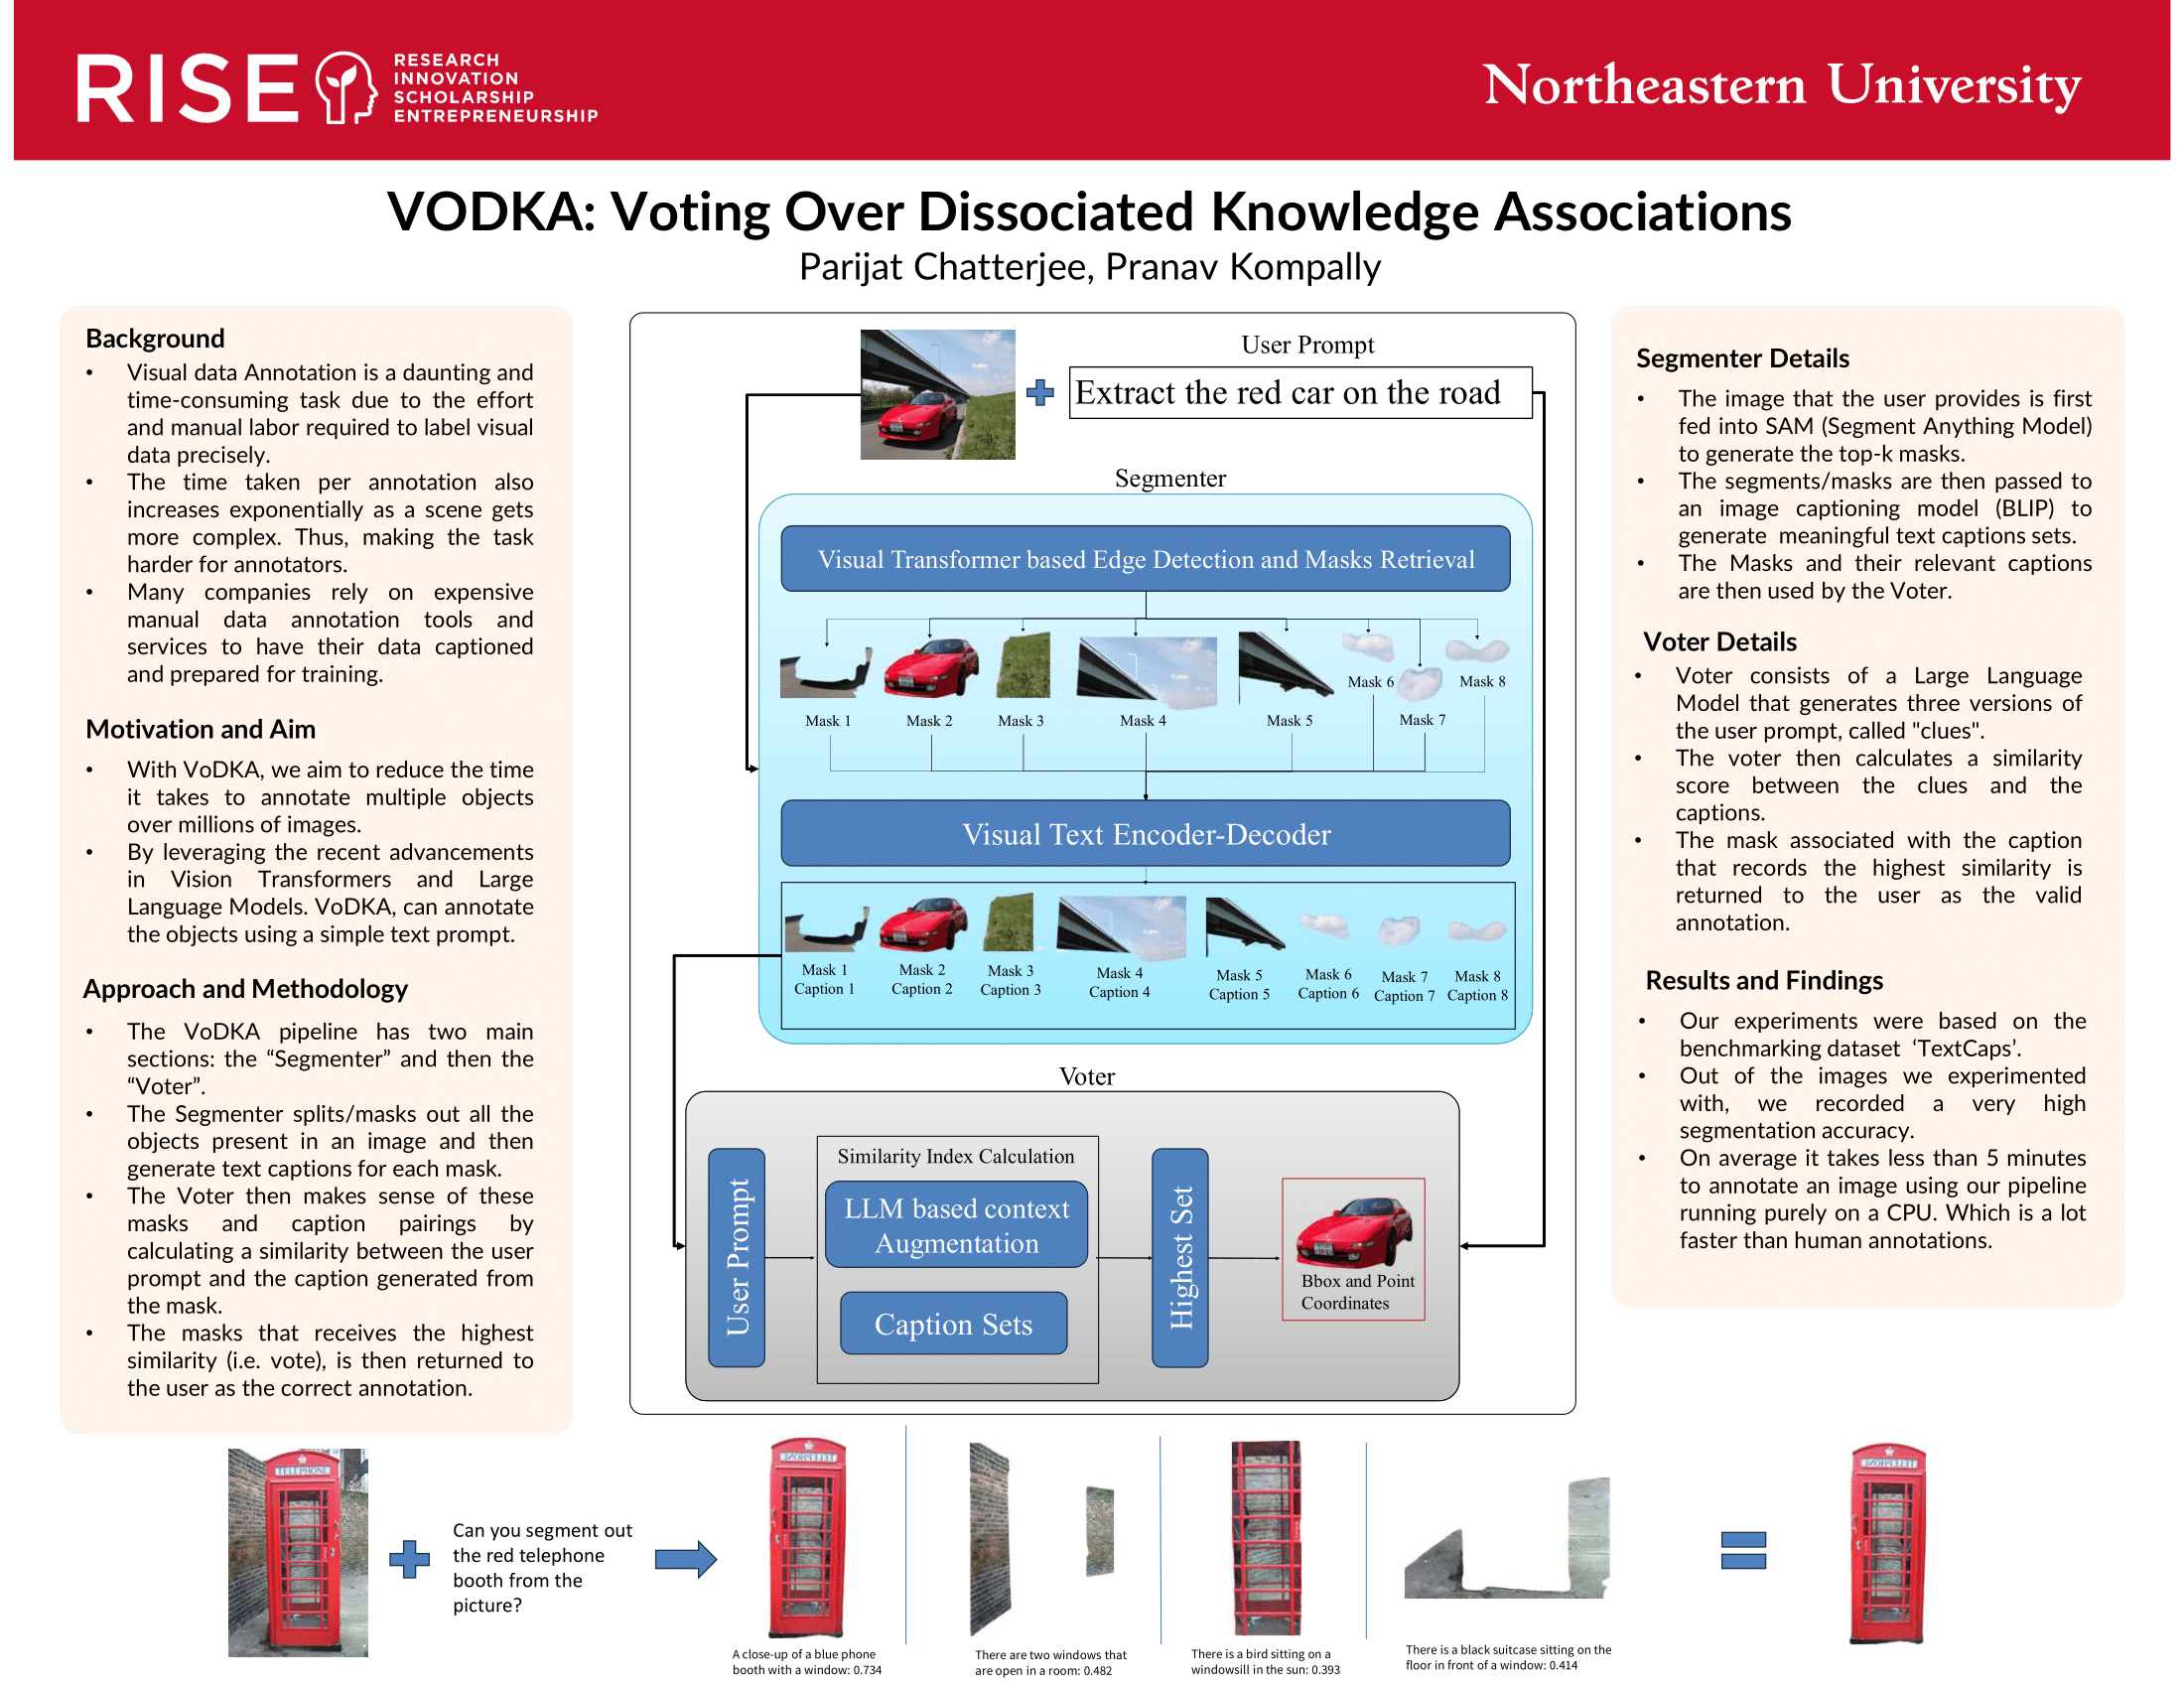 RISE
RESEARCH
INNOVATION
SCHOLARSHIP
ENTREPRENEURSHIP
Northeastern University
VODKA: Voting Over Dissociated Knowledge Associations
Parijat Chatterjee, Pranav Kompally
Background
• Visual data Annotation is a daunting and
time-consuming task due to the effort
and manual labor required to label visual
data precisely.
• The time taken per annotation also
increases exponentially as a scene gets
more complex. Thus, making the task
harder for annotators.
• Many companies rely on expensive
manual data annotation tools and
services to have their data captioned
and prepared for training.
Motivation and Aim
• With VoDKA, we aim to reduce the time
it takes to annotate multiple objects
over millions of images.
• By leveraging the recent advancements
in Vision Transformers and Large
Language Models. VoDKA, can annotate
the objects using a simple text prompt.
Approach and Methodology
• The VoDKA pipeline has two main
sections: the “Segmenter” and then the
“Voter”.
• The Segmenter splits/masks out all the
objects present in an image and then
generate text captions for each mask.
• The Voter then makes sense of these
masks and caption pairings by
calculating a similarity between the user
prompt and the caption generated from
the mask.
• The masks that receives the highest
similarity (i.e. vote), is then returned to
the user as the correct annotation.
User Prompt
Extract the red car on the road
Segmenter
Visual Transformer based Edge Detection and Masks Retrieval
Mask 1
Mask 2
Mask 3
Mask 4
Mask 5
Mask 6
Mask 7
Mask 8
Visual Text Encoder-Decoder
Mask 1
Caption 1
Mask 2
Caption 2
Mask 3
Caption 3
Mask 4
Caption 4
Mask 5
Caption 5
Mask 6
Caption 6
Mask 7
Caption 7
Mask 8
Caption 8
Voter
User Prompt
Similarity Index Calculation
LLM based context
Augmentation
Caption Sets
Highest Set
Bbox and Point
Coordinates
Segmenter Details
• The image that the user provides is first
fed into SAM (Segment Anything Model)
to generate the top-k masks.
• The segments/masks are then passed to
an image captioning model (BLIP) to
generate meaningful text captions sets.
• The Masks and their relevant captions
are then used by the Voter.
Voter Details
• Voter consists of a Large Language
Model that generates three versions of
the user prompt, called "clues".
• The voter then calculates a similarity
score between the clues and the
captions.
• The mask associated with the caption
that records the highest similarity is
returned to the user as the valid
annotation.
Results and Findings
• Our experiments were based on the
benchmarking dataset ‘TextCaps’.
• Out of the images we experimented
with, we recorded a very high
segmentation accuracy.
• On average it takes less than 5 minutes
to annotate an image using our pipeline
running purely on a CPU. Which is a lot
faster than human annotations.
TELEPHONE
Can you segment out
the red telephone
booth from the
picture?
TELEPHONE
A close-up of a blue phone
booth with a window: 0.734
There are two windows that
are open in a room: 0.482
There is a bird sitting on a
windowsill in the sun: 0.393
There is a black suitcase sitting on the
floor in front of a window: 0.414
TELEPHONE